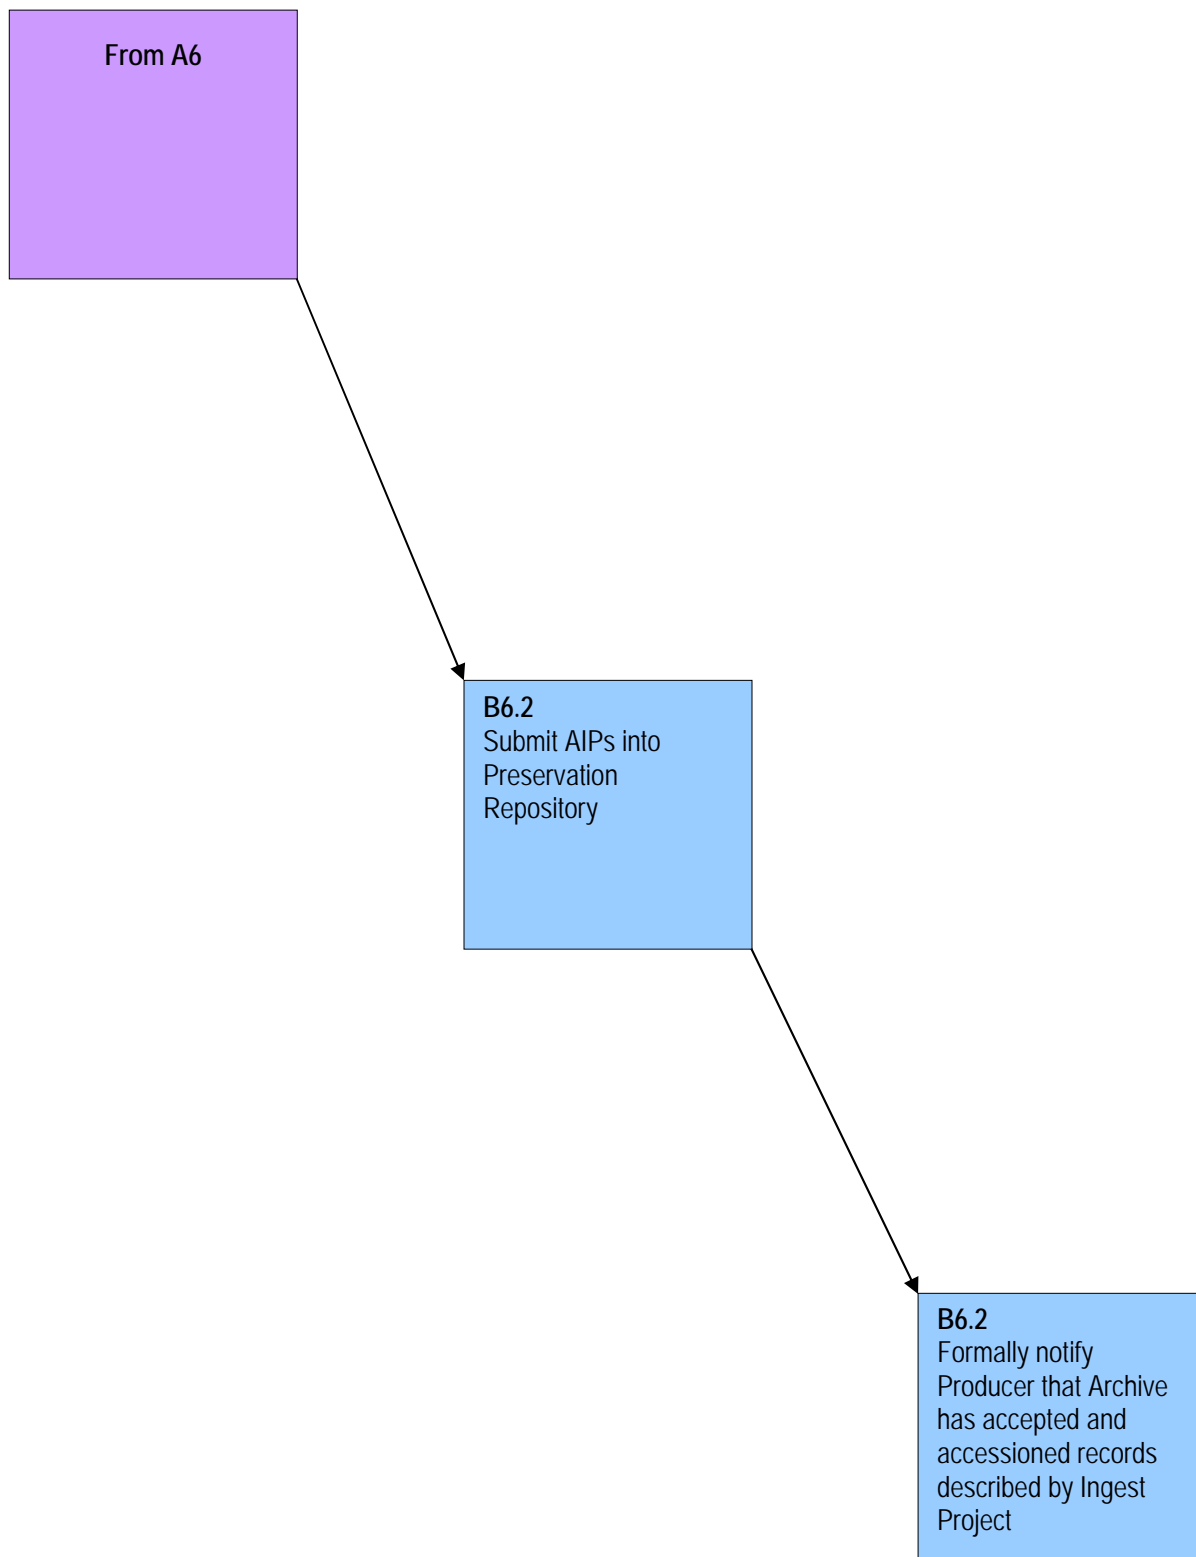 From A6
B6.2
Submit AIPs into
Preservation
Repository
B6.2
Formally notify
Producer that Archive
has accepted and
accessioned records
described by Ingest
Project